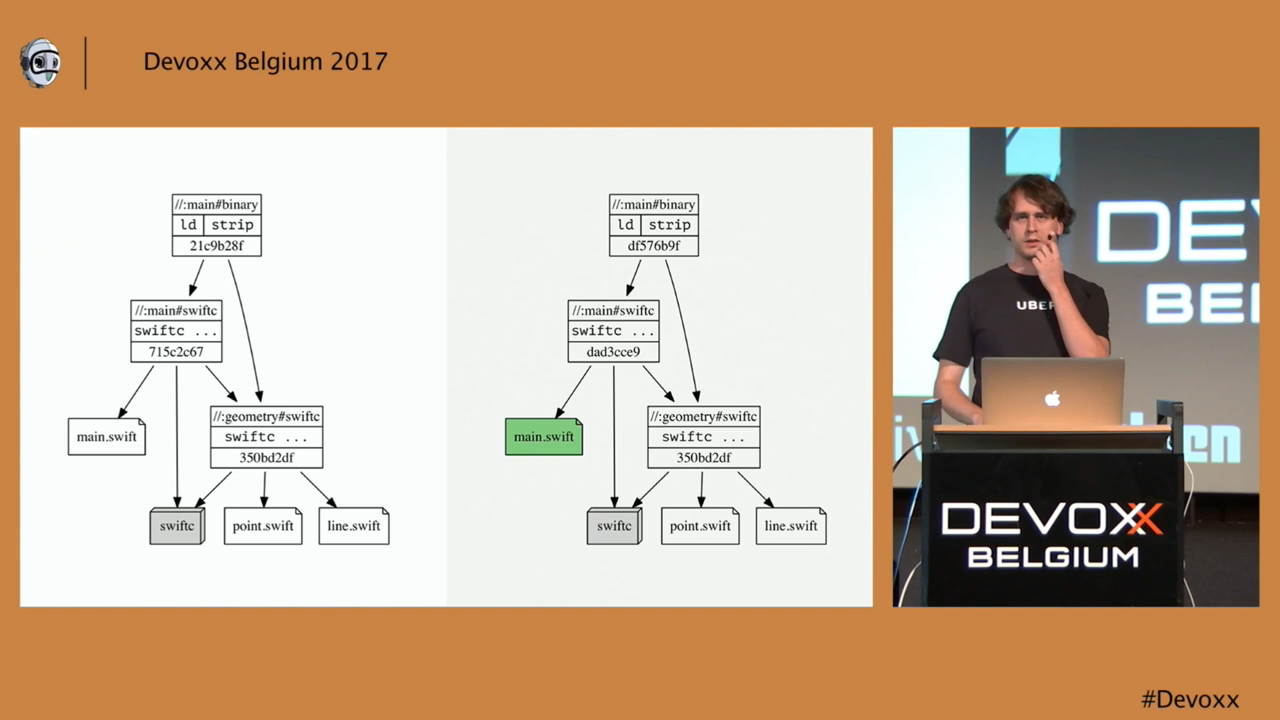 Devoxx Belgium 2017
//:main#binary
ld strip
21c9b28f
//:main#swiftc
swiftc ...
715c2c67
main.swift
//:geometry#swiftc
swiftc ...
350bd2df
swiftc
point.swift
line.swift
//:main#binary
ld strip
df576b9f
//:main#swiftc
swiftc ...
dad3cce9
main.swift
//:geometry#swiftc
swiftc ...
350bd2df
swiftc
point.swift
line.swift
UBER
DEVOXX
BELGIUM
#Devoxx